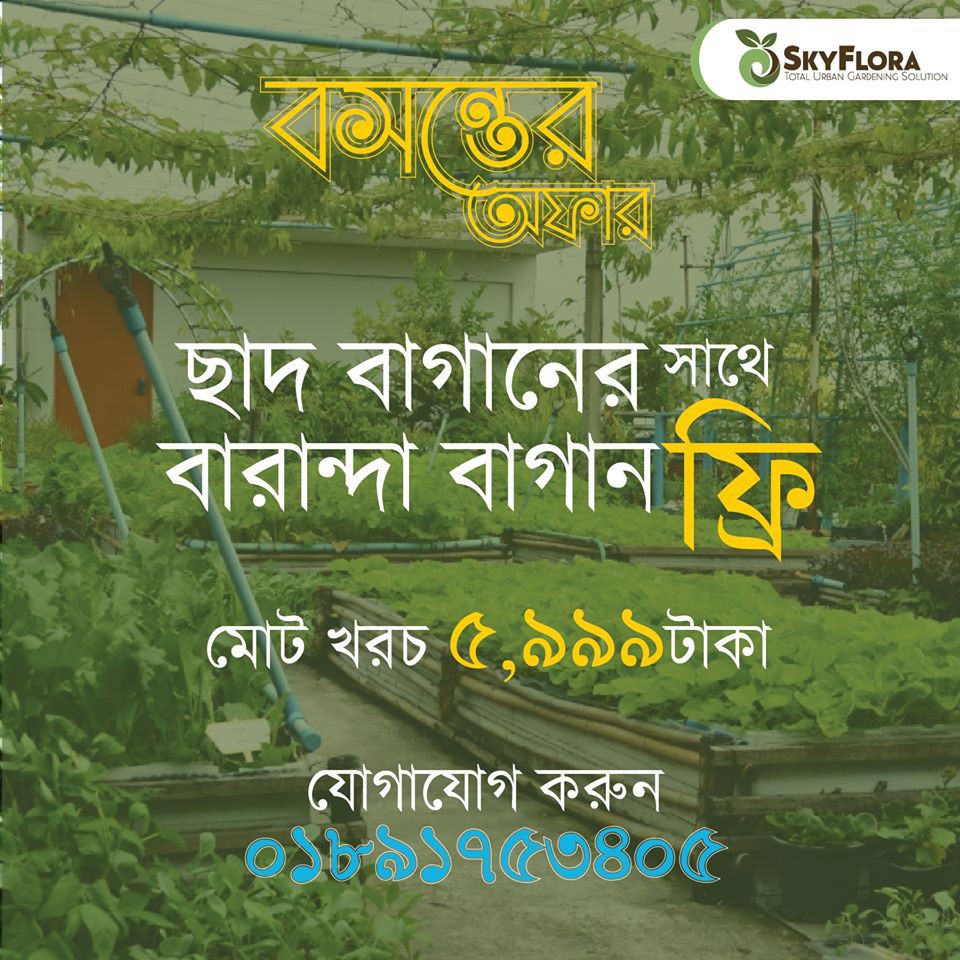 SKYFLORA
TOTAL URBAN GARDENING SOLUTION
বসন্তের
অফার
ছাদ বাগানের সাথে
বারান্দা বাগান ফ্রি
মোট খরচ ৫,৯৯৯টাকা
যোগাযোগ করুন
০১৮৯১৭৫৩৪০৫